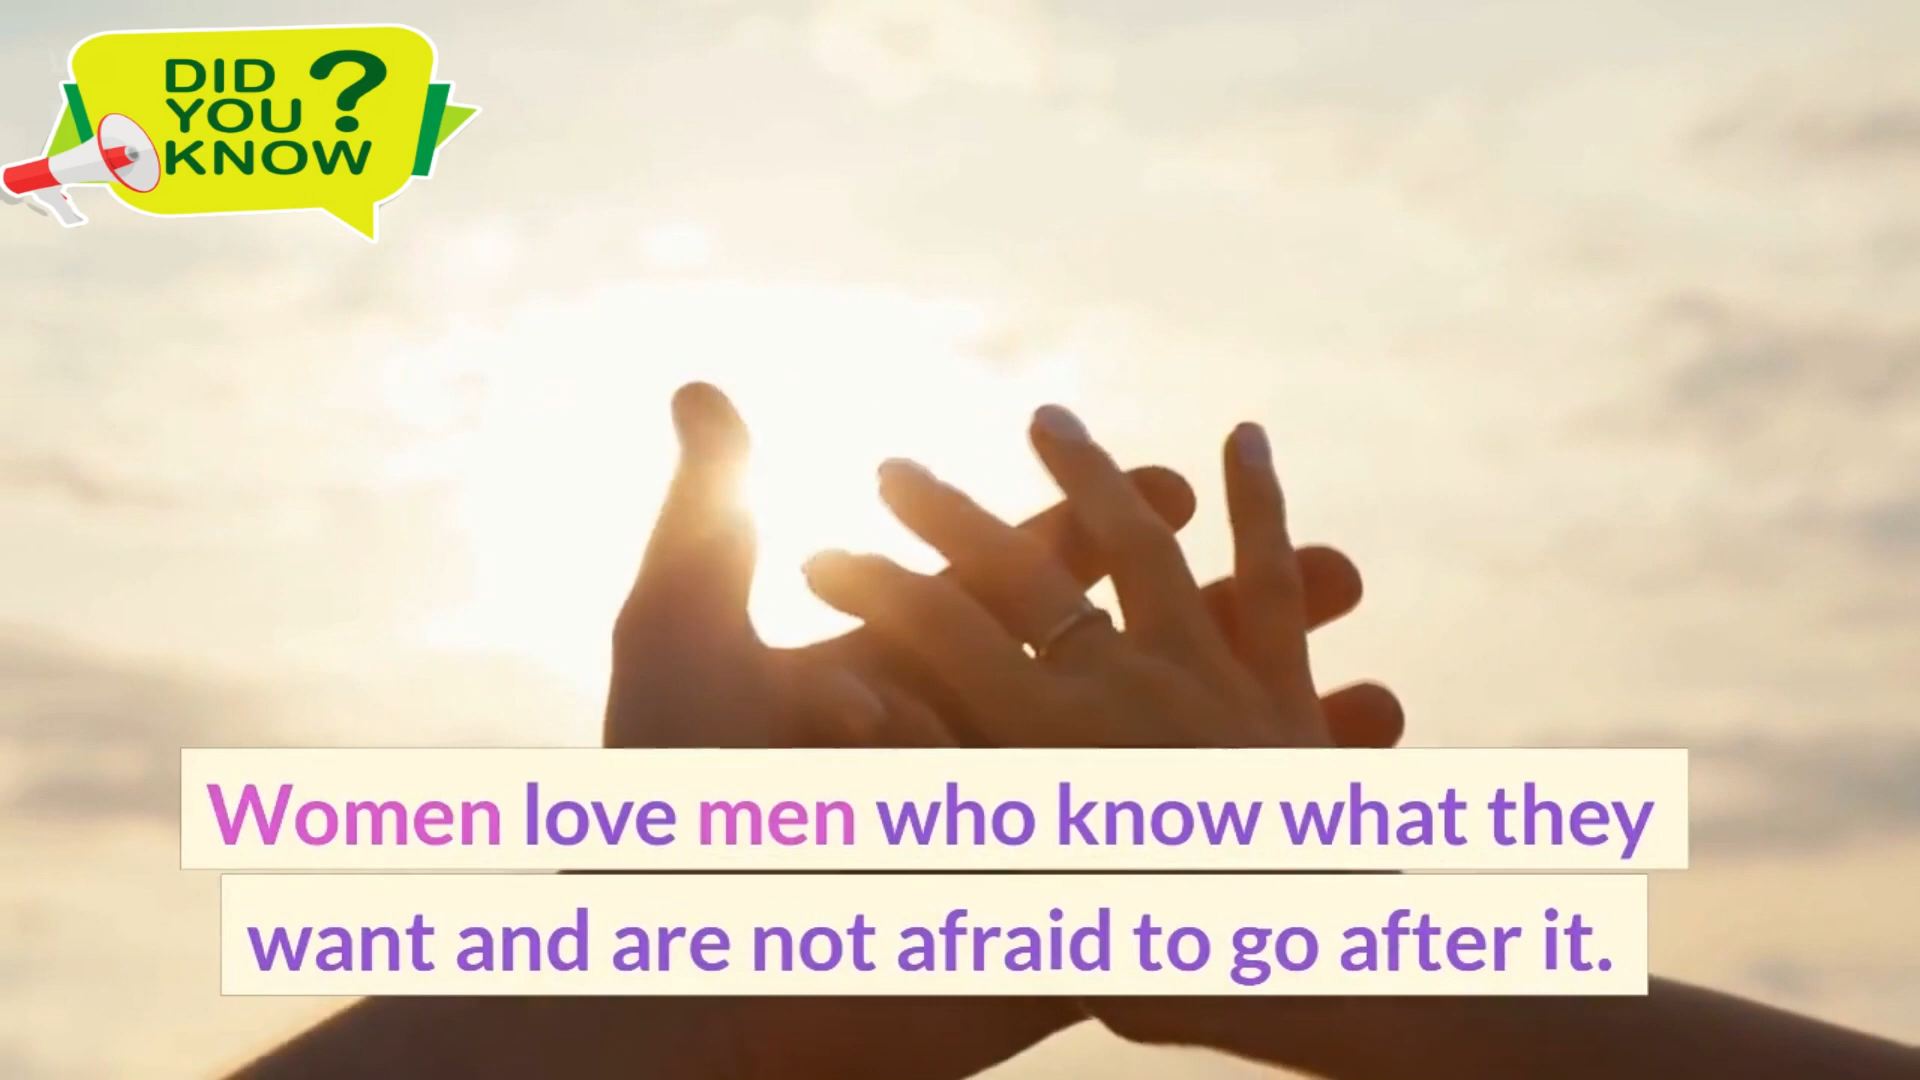 DID
YOU
KNOW
?
Women love men who know what they
want and are not afraid to go after it.